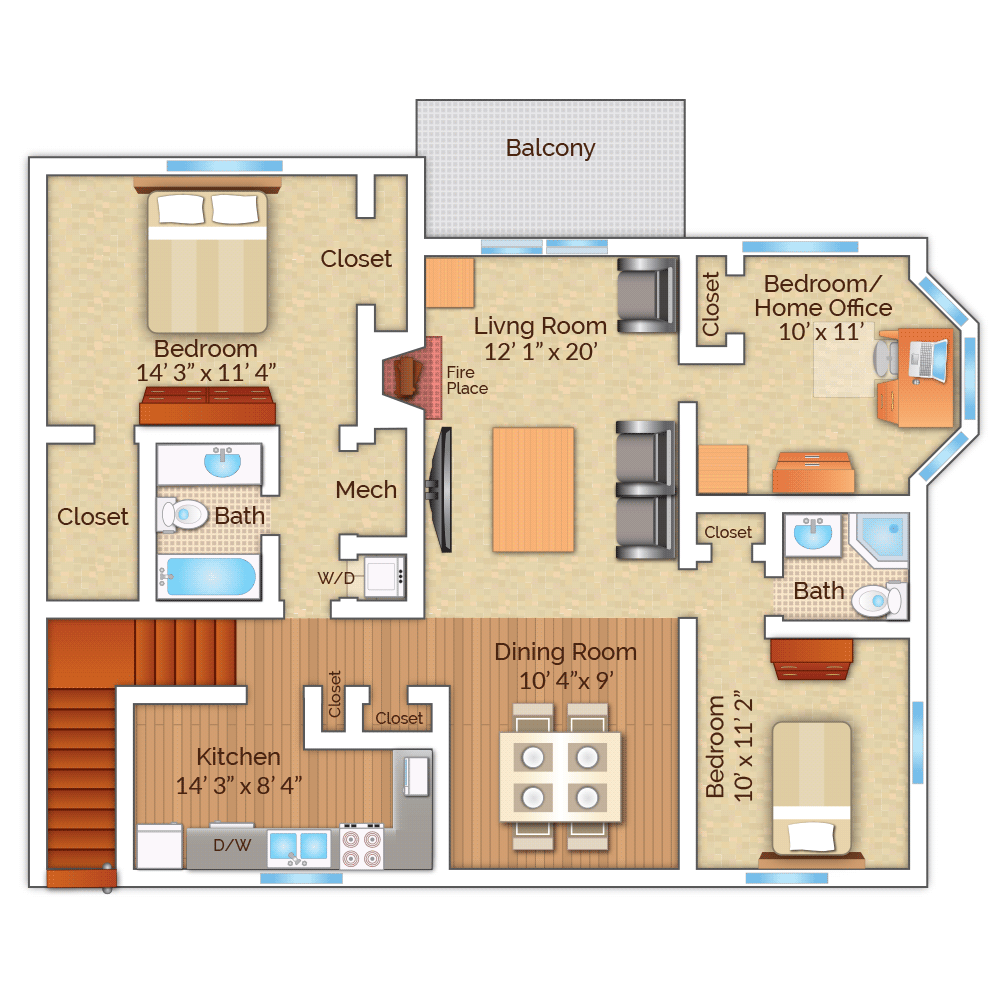 Balcony
Closet
Bedroom
14’ 3” x 11’ 4”
Livng Room
12’ 1” x 20’
Fire
Place
Closet
Bedroom/
Home Office
10’ x 11’
Closet
Bath
Mech
W/D
Closet
Bath
Dining Room
10’ 4”x 9’
Closet
Closet
Kitchen
14’ 3” x 8’ 4”
D/W
Bedroom
10’ x 11’ 2”